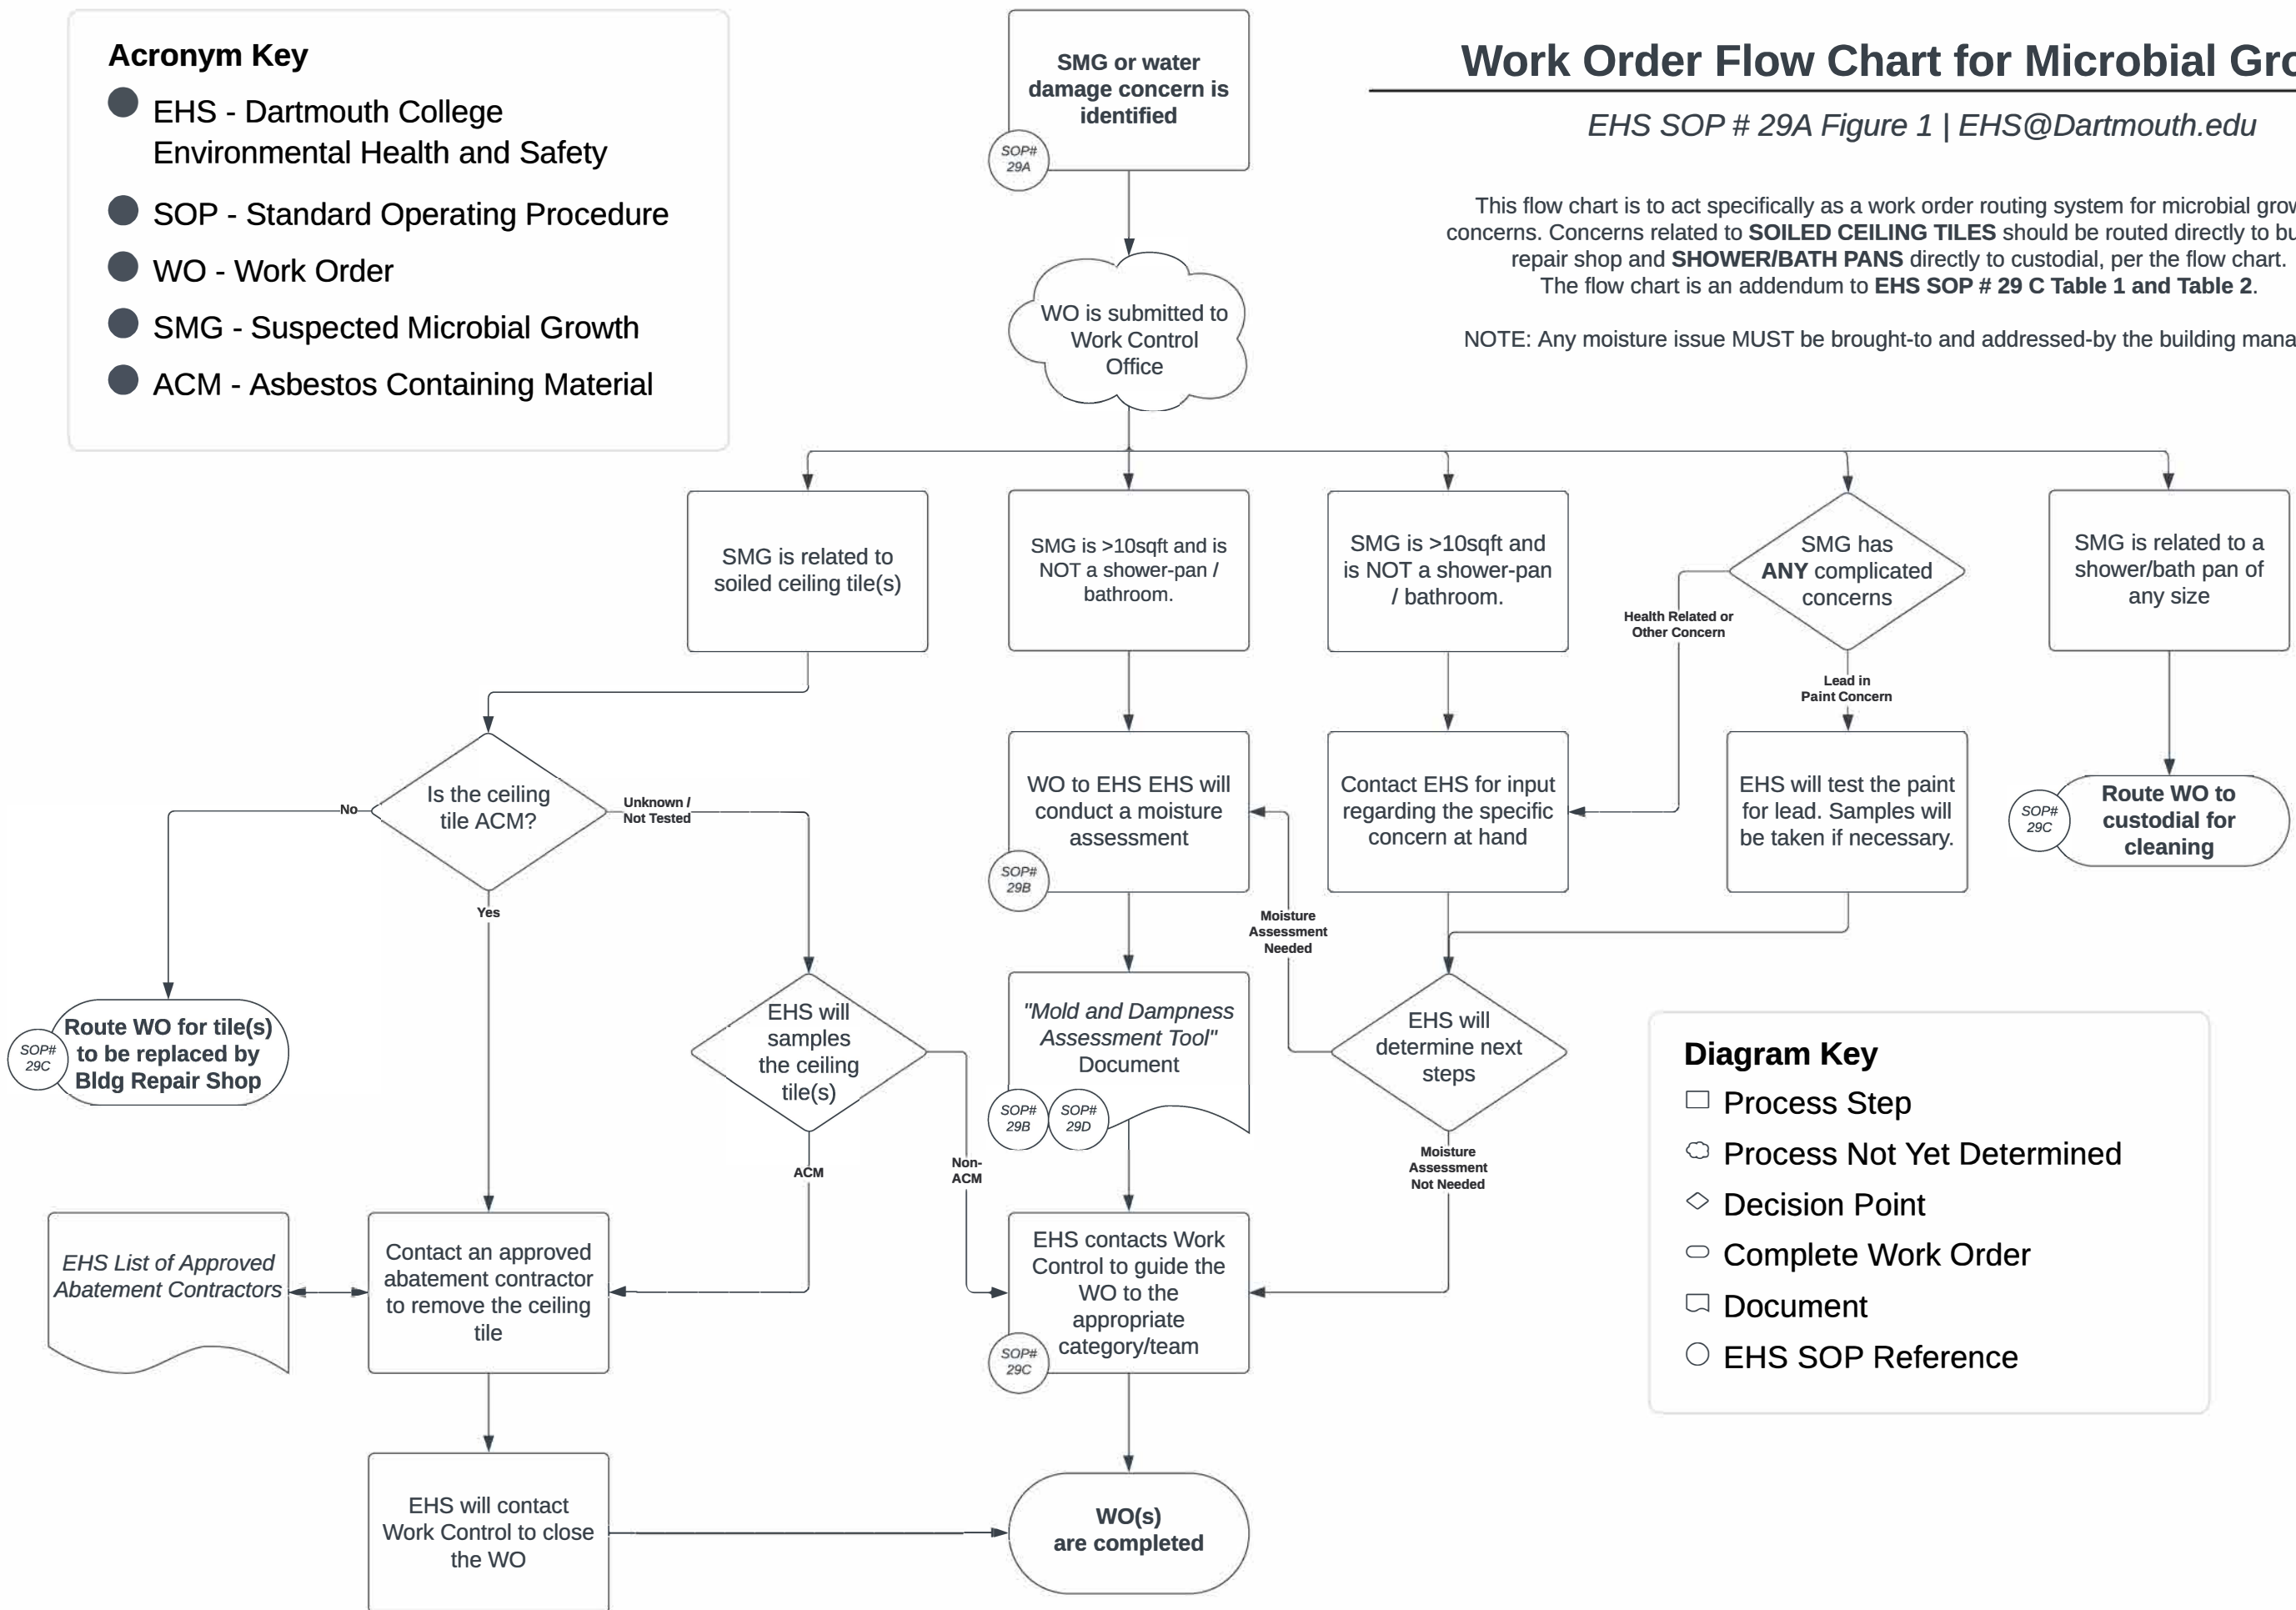 Acronym Key
EHS - Dartmouth College
Environmental Health and Safety
SOP - Standard Operating Procedure
WO - Work Order
SMG - Suspected Microbial Growth
ACM - Asbestos Containing Material
SMG or water
damage concern is
identified
SOP#
29A
Work Order Flow Chart for Microbial
EHS SOP # 29A Figure 1 | EHS@Dartmouth.edu
This flow chart is to act specifically as a work order routing system for microbial
concerns. Concerns related to SOILED CEILING TILES should be routed directly to
repair shop and SHOWER/BATH PANS directly to custodial, per the flow chart.
The flow chart is an addendum to EHS SOP # 29 C Table 1 and Table 2.
NOTE: Any moisture issue MUST be brought-to and addressed-by the building
WO is submitted to
Work Control
Office
SMG is related to
soiled ceiling tile(s)
SMG is >10sqft and is
NOT a shower-pan /
bathroom.
SMG is >10sqft and
is NOT a shower-pan
/ bathroom.
SMG has
ANY complicated
concerns
SMG is related to a
shower/bath pan of
any size
Health Related or
Other Concern
Lead in
Paint Concern
Is the ceiling
tile ACM?
No
Unknown /
Not Tested
Yes
WO to EHS EHS will
conduct a moisture
assessment
SOP#
29B
Contact EHS for input
regarding the specific
concern at hand
EHS will test the paint
for lead. Samples will
be taken if necessary.
SOP#
29C
Route WO to
custodial for
cleaning
Moisture
Assessment
Needed
SOP#
29C
Route WO for tile(s)
to be replaced by
Bldg Repair Shop
EHS will
samples
the ceiling
tile(s)
"Mold and Dampness
Assessment Tool"
Document
SOP#
29B
SOP#
29D
EHS will
determine next
steps
ACM
Non-
ACM
Moisture
Assessment
Not Needed
EHS List of Approved
Abatement Contractors
Contact an approved
abatement contractor
to remove the ceiling
tile
EHS contacts Work
Control to guide the
WO to the
appropriate
category/team
SOP#
29C
Diagram Key
Process Step
Process Not Yet Determined
Decision Point
Complete Work Order
Document
EHS SOP Reference
EHS will contact
Work Control to close
the WO
WO(s)
are completed